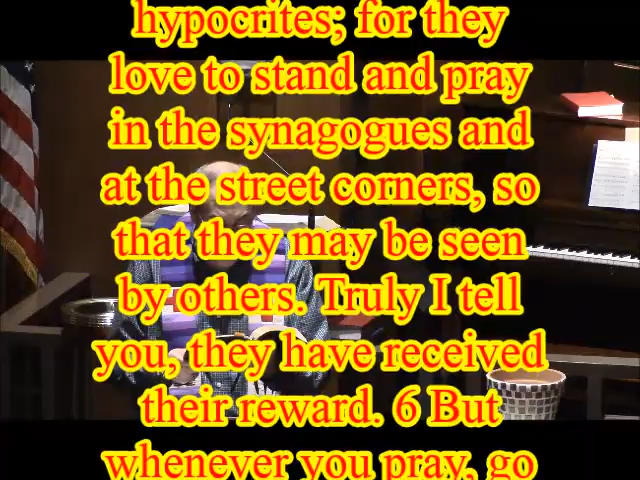 hypocrites; for they
love to stand and pray
in the synagogues and
at the street corners, so
that they may be seen
by others. Truly I tell
you, they have received
their reward. 6 But
whenever you pray, go